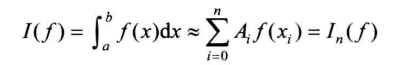 I(f) = ∫_a^b f(x)dx ≈ ∑_{i=0}^n A_i f(x_i) = I_n(f)